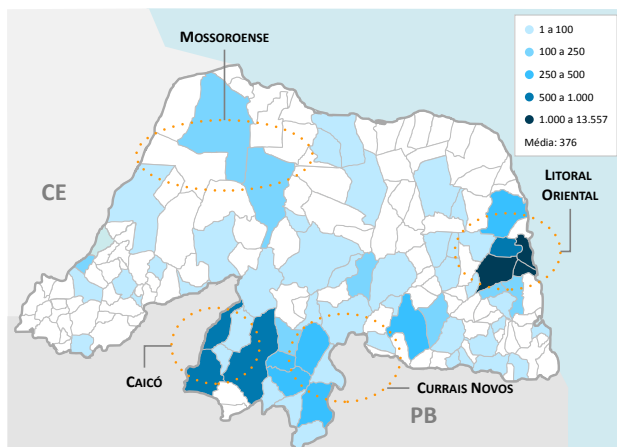 MOSSOROENSE
1 a 100
100 a 250
250 a 500
500 a 1.000
1.000 a 13.557
Média: 376
LITORAL
ORIENTAL
CE
CAICÓ
CURRAIS NOVOS
PB